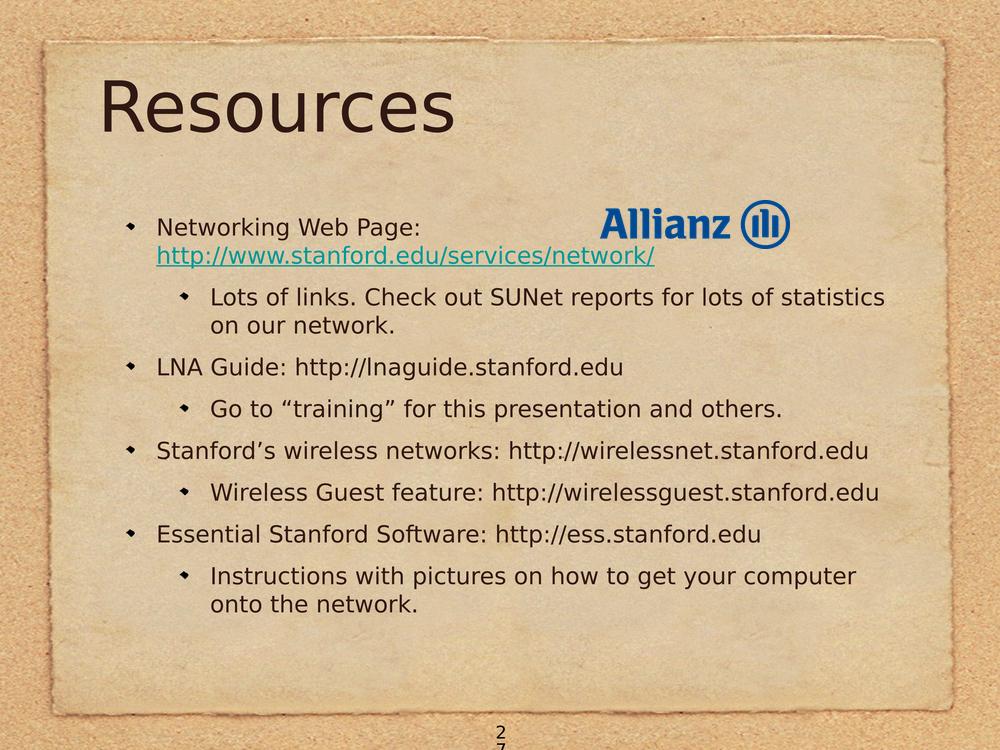 Resources
Networking Web Page:
Allianz
http://www.stanford.edu/services/network/
Lots of links. Check out SUNet reports for lots of statistics
on our network.
LNA Guide: http://lnaguide.stanford.edu
Go to “training” for this presentation and others.
Stanford’s wireless networks: http://wirelessnet.stanford.edu
Wireless Guest feature: http://wirelessguest.stanford.edu
Essential Stanford Software: http://ess.stanford.edu
Instructions with pictures on how to get your computer
onto the network.
2
7